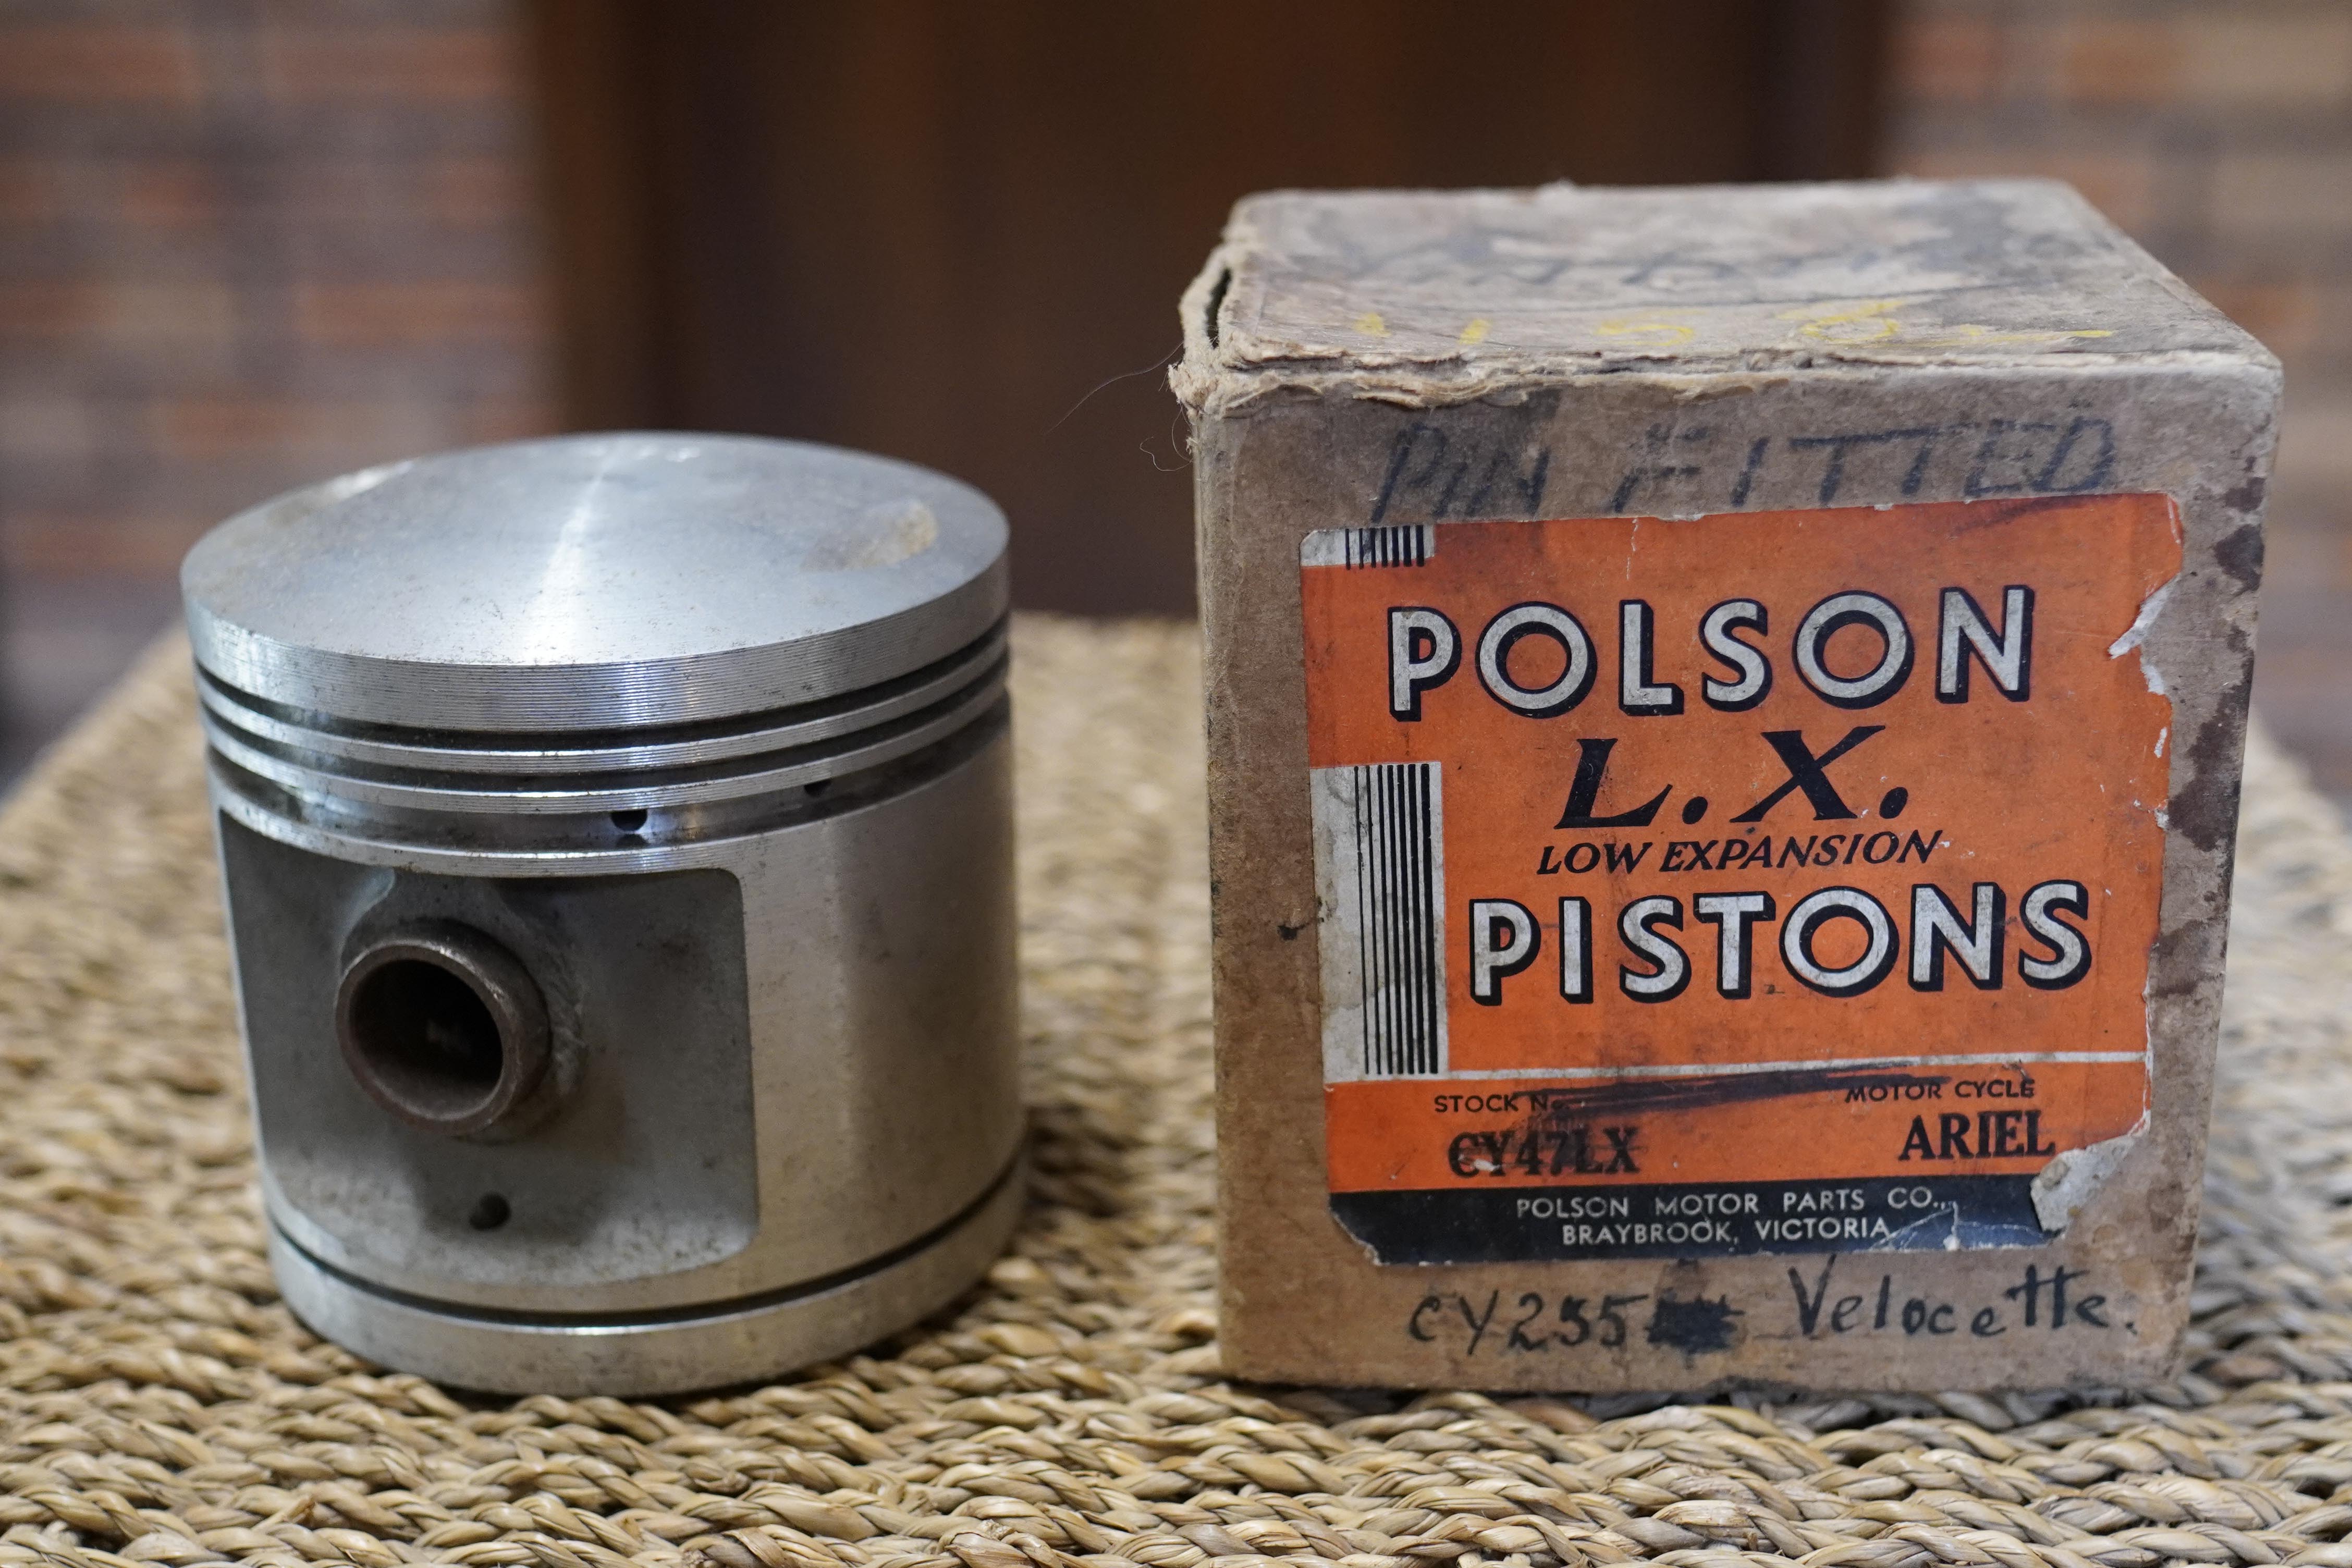 PIN FITTED
POLSON
L.X.
LOW EXPANSION
PISTONS
STOCK No.
MOTOR CYCLE
CY47LX
ARIEL
POLSON MOTOR PARTS CO.,
BRAYBROOK, VICTORIA
CY255 Velocette.